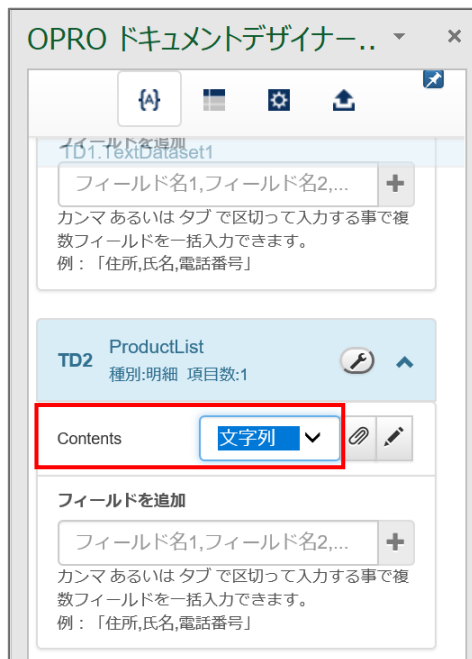 OPRO ドキュメントデザイナー..
{A}
フィールドを追加
TD1.TextDataset1
フィールド名1,フィールド名2,...
カンマ あるいは タブ で区切って入力する事で複
数フィールドを一括入力できます。
例：「住所,氏名,電話番号」
TD2 ProductList
種別:明細 項目数:1
Contents 文字列
フィールドを追加
フィールド名1,フィールド名2,...
カンマ あるいは タブ で区切って入力する事で複
数フィールドを一括入力できます。
例：「住所,氏名,電話番号」